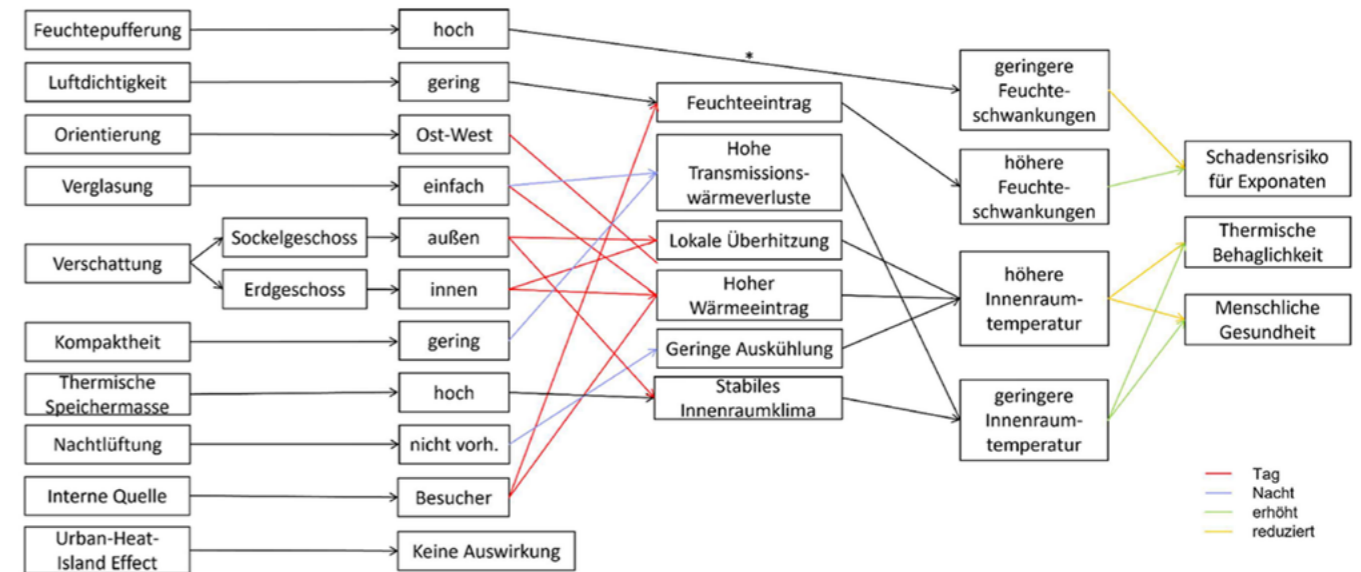 Feuchtepufferung
hoch
Luftdichtigkeit
gering
Orientierung
Ost-West
Verglasung
einfach
Verschattung
Sockelgeschoss
außen
Erdgeschoss
innen
Kompaktheit
gering
Thermische
Speichermasse
hoch
Nachtlüftung
nicht vorh.
Interne Quelle
Besucher
Urban-Heat-
Island Effect
Keine Auswirkung
*
Feuchteeintrag
Hohe
Transmissions-
wärmeverluste
Lokale Überhitzung
Hoher
Wärmeeintrag
Geringe Auskühlung
Stabiles
Innenraumklima
geringere
Feuchte-
schwankungen
höhere
Feuchte-
schwankungen
höhere
Innenraum-
temperatur
geringere
Innenraum-
temperatur
Schadensrisiko
für Exponaten
Thermische
Behaglichkeit
Menschliche
Gesundheit
Tag
Nacht
erhöht
reduziert